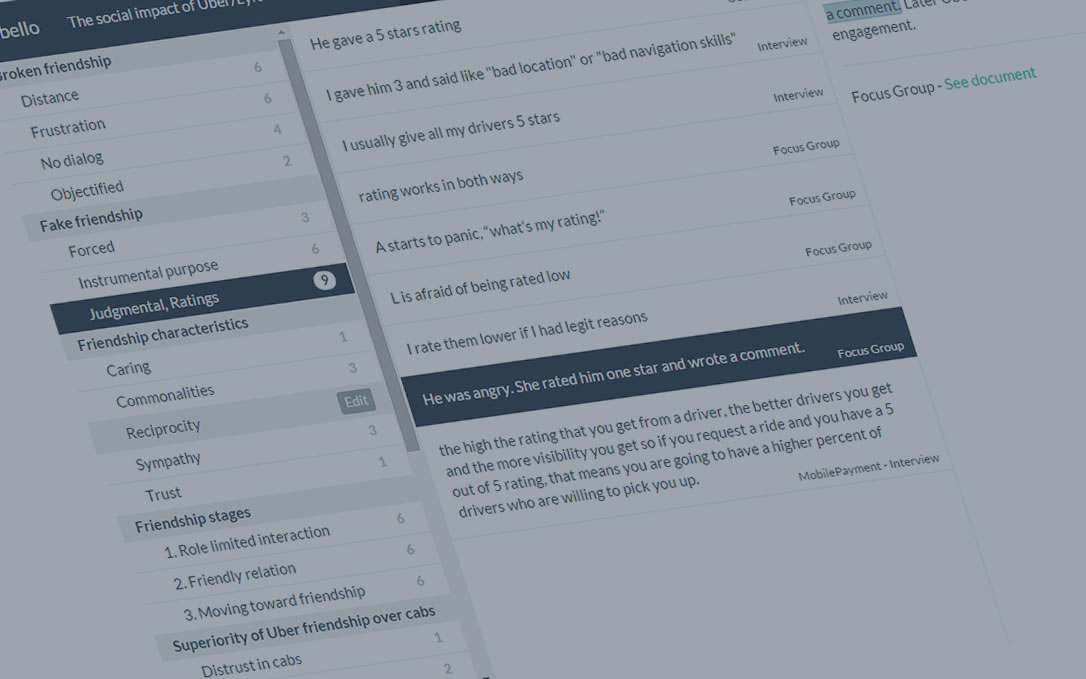 bello
The social impact of Uber/Ly
Broken friendship
Distance 6
Frustration 6
No dialog 4
Objectified 2
Fake friendship
Forced 3
Instrumental purpose 6
Judgmental, Ratings 9
Friendship characteristics
Caring 1
Commonalities 3
Reciprocity Edit
Sympathy 3
Trust 1
Friendship stages
1. Role limited interaction 6
2. Friendly relation 6
3. Moving toward friendship 6
Superiority of Uber friendship over cabs
Distrust in cabs 1
2
He gave a 5 stars rating
I gave him 3 and said like "bad location" or "bad navigation skills"
Interview
I usually give all my drivers 5 stars
Interview
rating works in both ways
Focus Group
A starts to panic, "what's my rating!"
Focus Group
L is afraid of being rated low
Focus Group
I rate them lower if I had legit reasons
Interview
He was angry. She rated him one star and wrote a comment.
Focus Group
the high the rating that you get from a driver, the better drivers you get
and the more visibility you get so if you request a ride and you have a 5
out of 5 rating, that means you are going to have a higher percent of
drivers who are willing to pick you up.
MobilePayment - Interview
a comment. Later
engagement.
Focus Group - See document